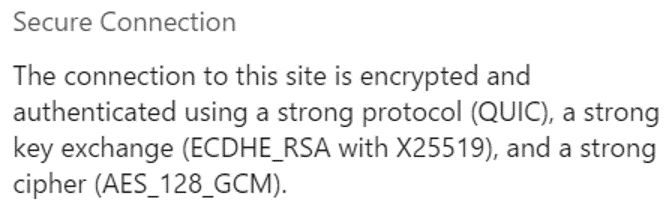 Secure Connection
The connection to this site is encrypted and
authenticated using a strong protocol (QUIC), a strong
key exchange (ECDHE_RSA with X25519), and a strong
cipher (AES_128_GCM).